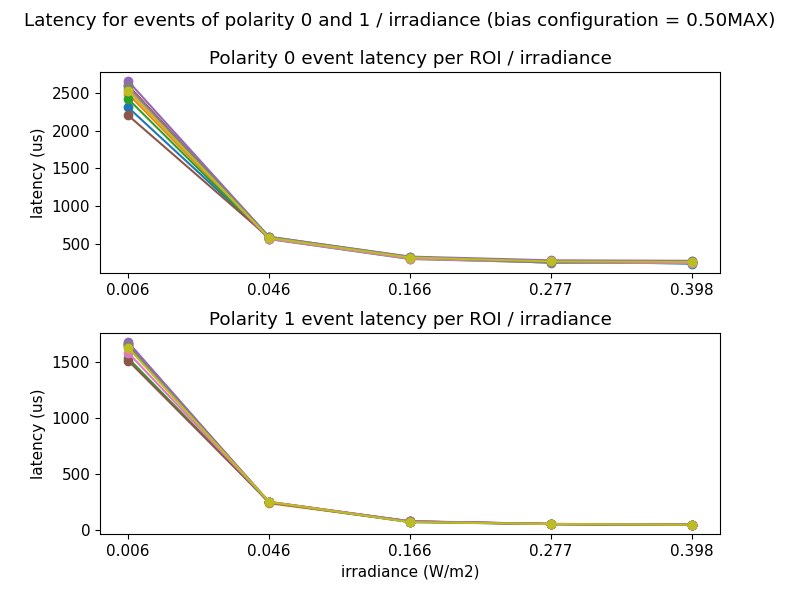 Latency for events of polarity 0 and 1 / irradiance (bias configuration = 0.50MAX)
Polarity 0 event latency per ROI / irradiance
latency (us)
2500
2000
1500
1000
500
0.006 0.046 0.166 0.277 0.398
Polarity 1 event latency per ROI / irradiance
latency (us)
1500
1000
500
0
0.006 0.046 0.166 0.277 0.398
irradiance (W/m2)